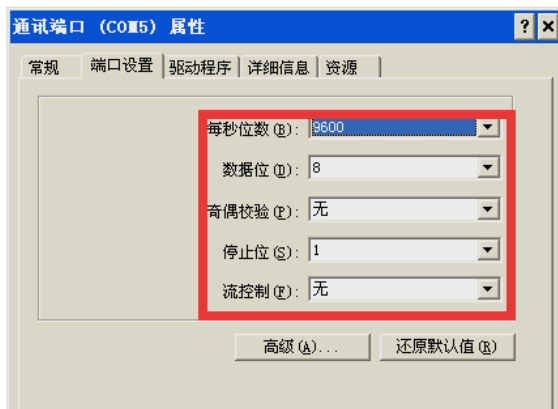 通讯端口 (COM5) 属性
常规 端口设置 驱动程序 详细信息 资源
每秒位数(B): 9600
数据位(D): 8
奇偶校验(P): 无
停止位(S): 1
流控制(F): 无
高级(A)... 还原默认值(R)